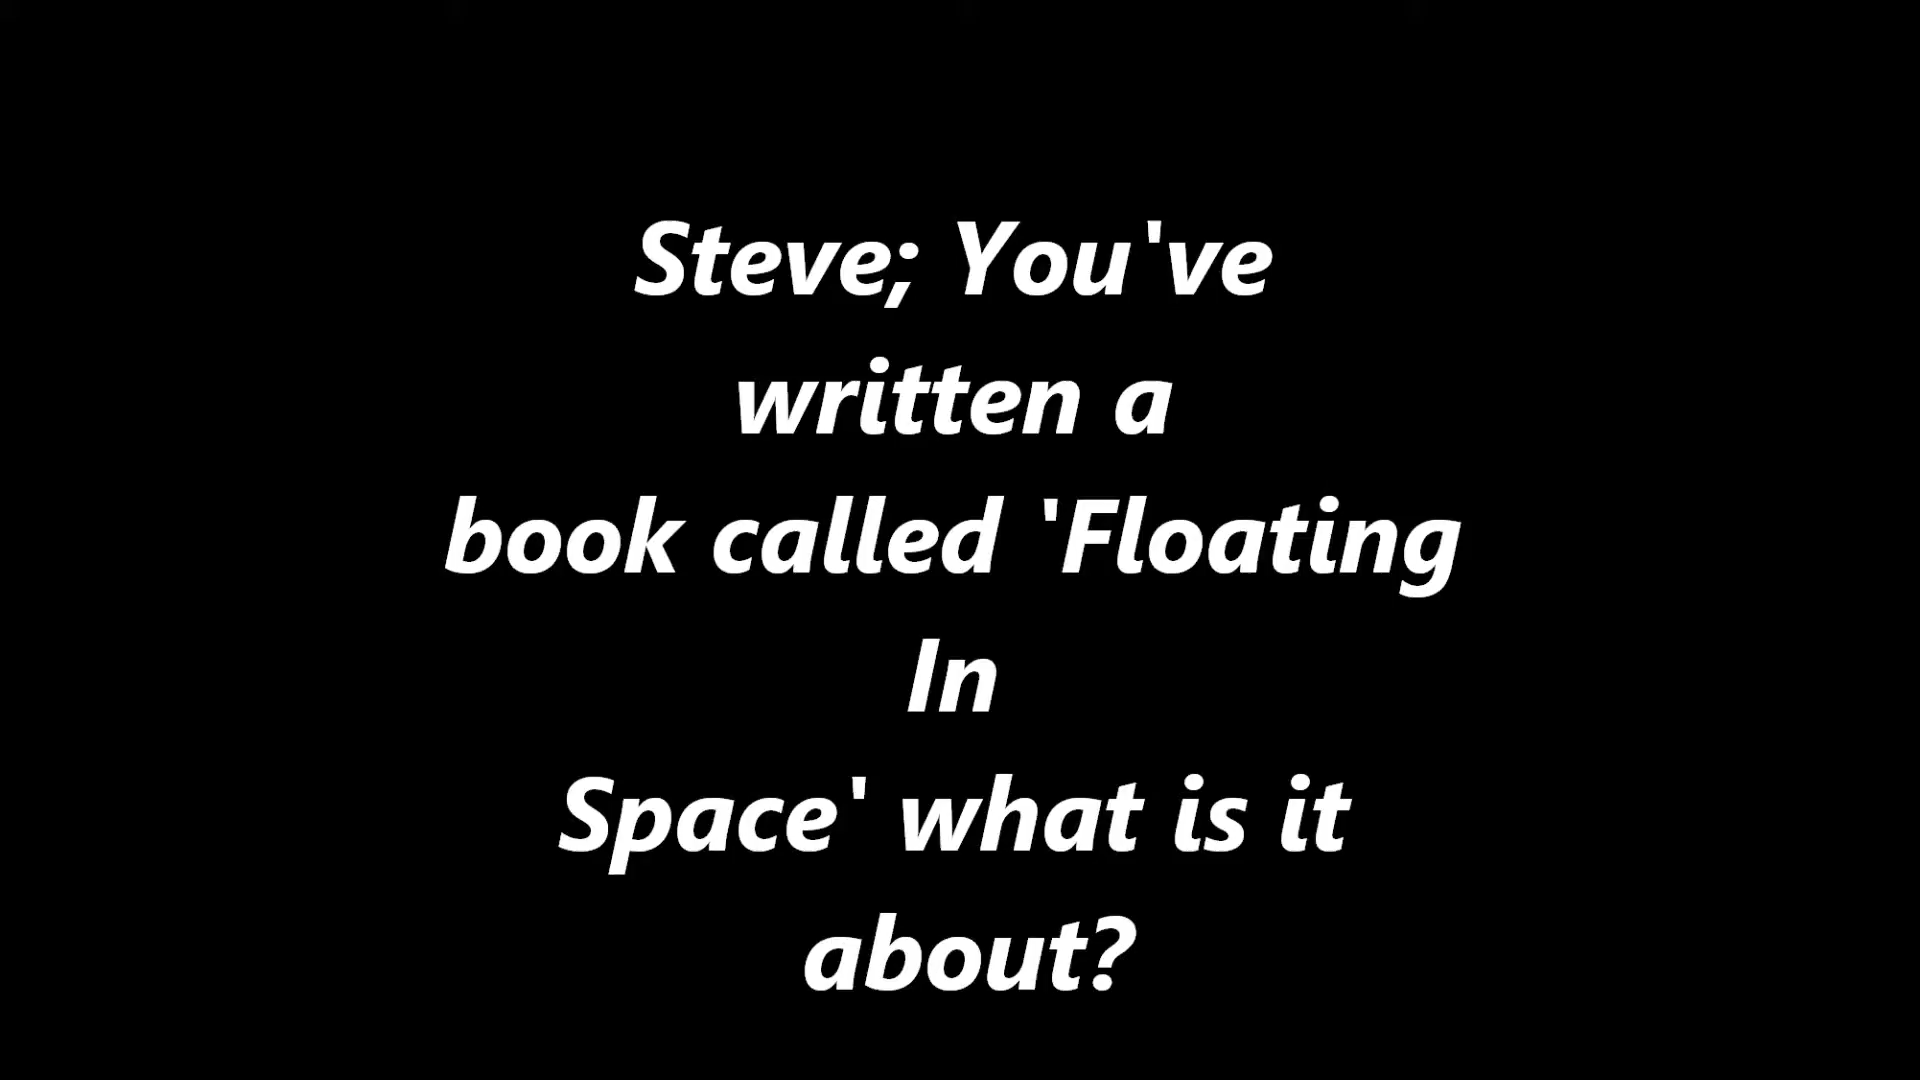 Steve; You've
written a
book called 'Floating
In
Space' what is it
about?